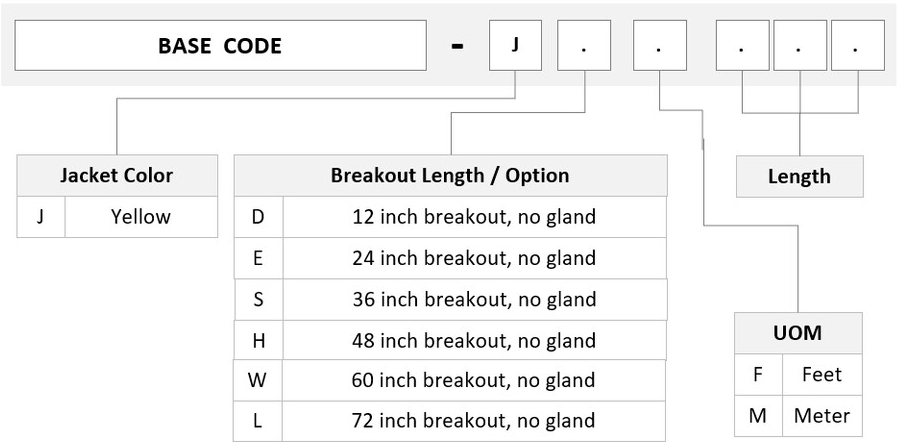 BASE CODE - J . . . . .
Jacket Color
J Yellow
Breakout Length / Option
D 12 inch breakout, no gland
E 24 inch breakout, no gland
S 36 inch breakout, no gland
H 48 inch breakout, no gland
W 60 inch breakout, no gland
L 72 inch breakout, no gland
Length
UOM
F Feet
M Meter